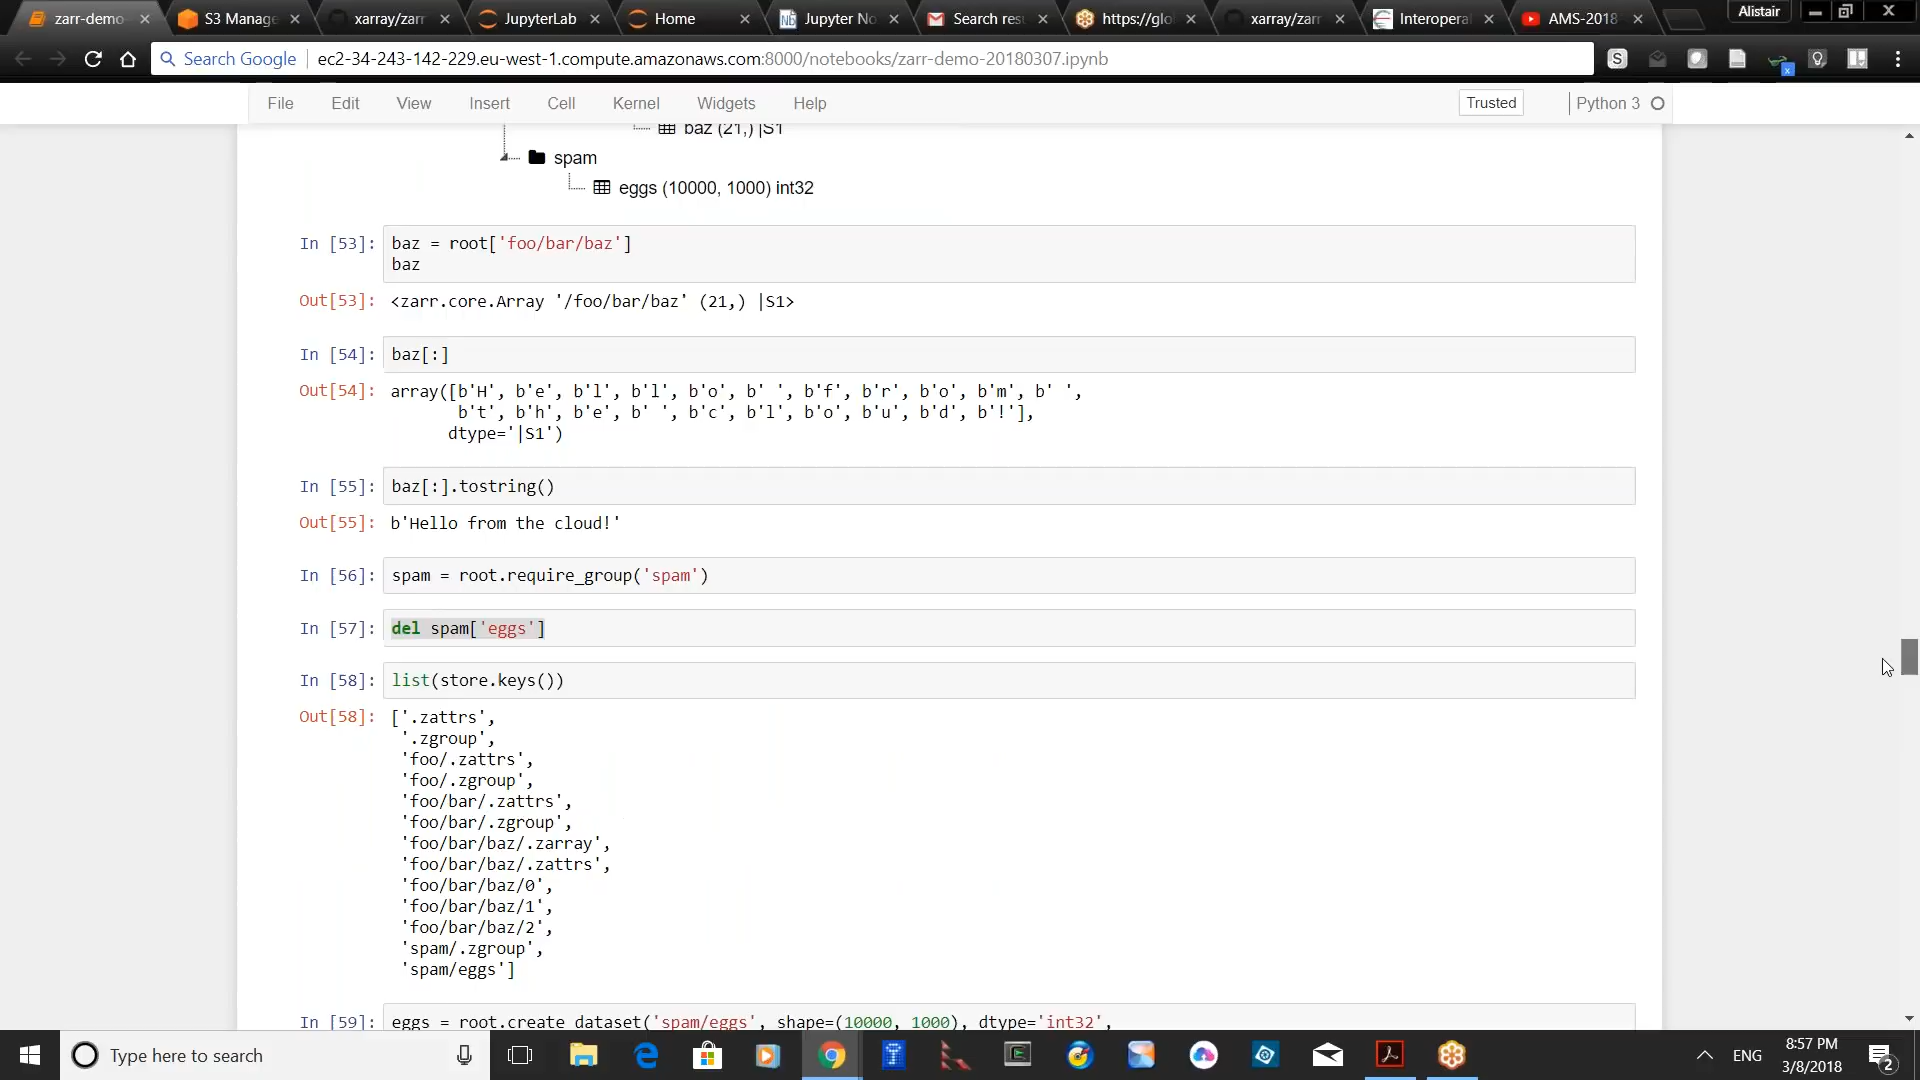 zarr-demo
S3 Manage
xarray/zarr
JupyterLab
Home
Jupyter No
Search res
https://glo
xarray/zarr
Interopera
AMS-2018
Alistair
Search Google
ec2-34-243-142-229.eu-west-1.compute.amazonaws.com:8000/notebooks/zarr-demo-20180307.ipynb
File Edit View Insert Cell Kernel Widgets Help
Trusted
Python 3
baz (21,) |S1
spam
eggs (10000, 1000) int32
In [53]: baz = root['foo/bar/baz']
baz
Out[53]: <zarr.core.Array '/foo/bar/baz' (21,) |S1>
In [54]: baz[:]
Out[54]: array([b'H', b'e', b'l', b'l', b'o', b' ', b'f', b'r', b'o', b'm', b' ',
b't', b'h', b'e', b' ', b'c', b'l', b'o', b'u', b'd', b'!'],
dtype='|S1')
In [55]: baz[:].tostring()
Out[55]: b'Hello from the cloud!'
In [56]: spam = root.require_group('spam')
In [57]: del spam['eggs']
In [58]: list(store.keys())
Out[58]: ['.zattrs',
'.zgroup',
'foo/.zattrs',
'foo/.zgroup',
'foo/bar/.zattrs',
'foo/bar/.zgroup',
'foo/bar/baz/.zarray',
'foo/bar/baz/.zattrs',
'foo/bar/baz/0',
'foo/bar/baz/1',
'foo/bar/baz/2',
'spam/.zgroup',
'spam/eggs']
In [59]: eggs = root.create_dataset('spam/eggs', shape=(10000, 1000), dtype='int32',
Type here to search
ENG
8:57 PM
3/8/2018
2